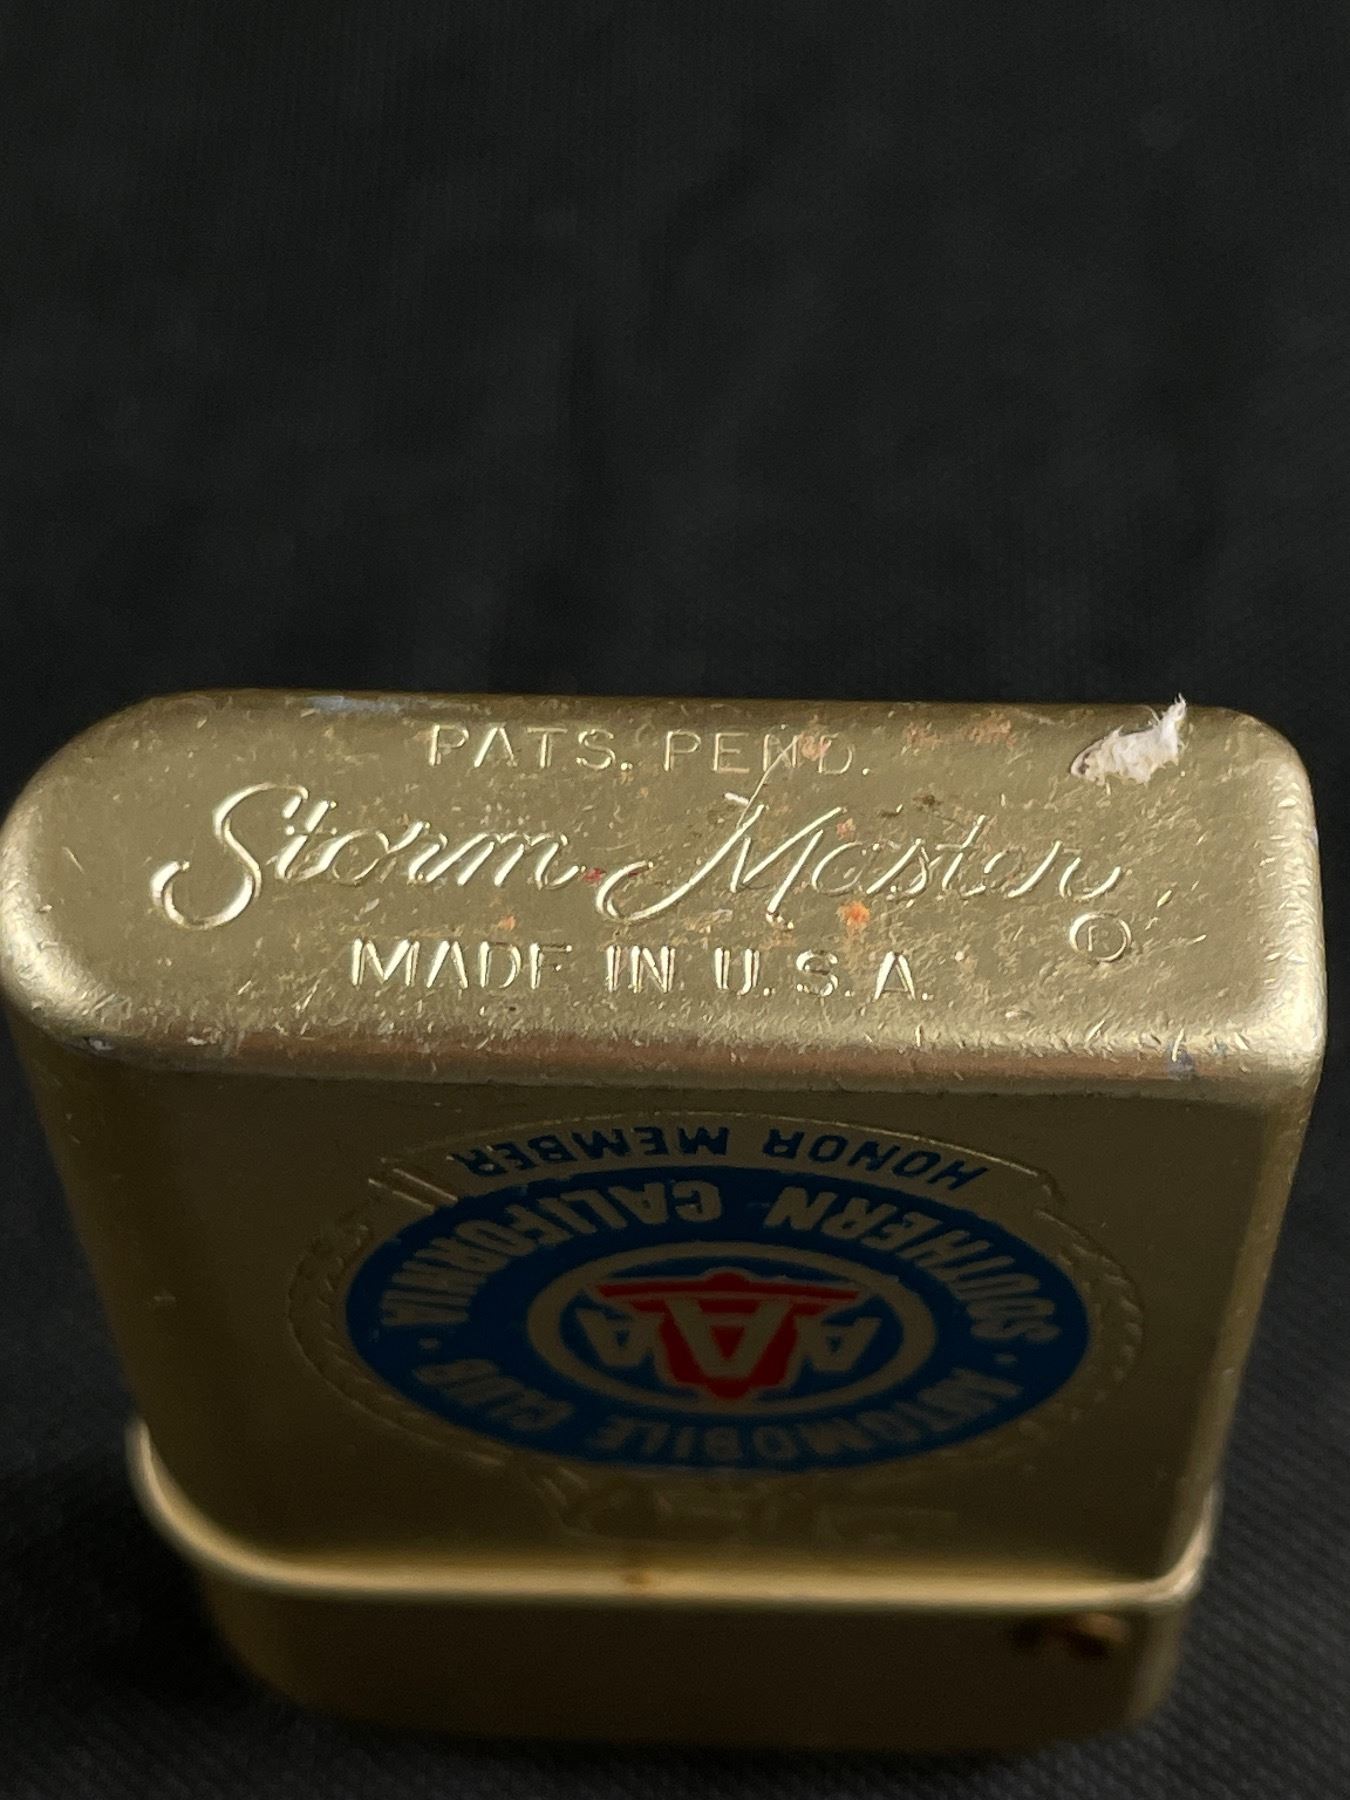 PATS. PEND.
Storm Master
®
MADE IN U.S.A.
HONOR MEMBER
SOUTHERN CALIFORNIA
AAA
· AUTOMOBILE CLUB ·